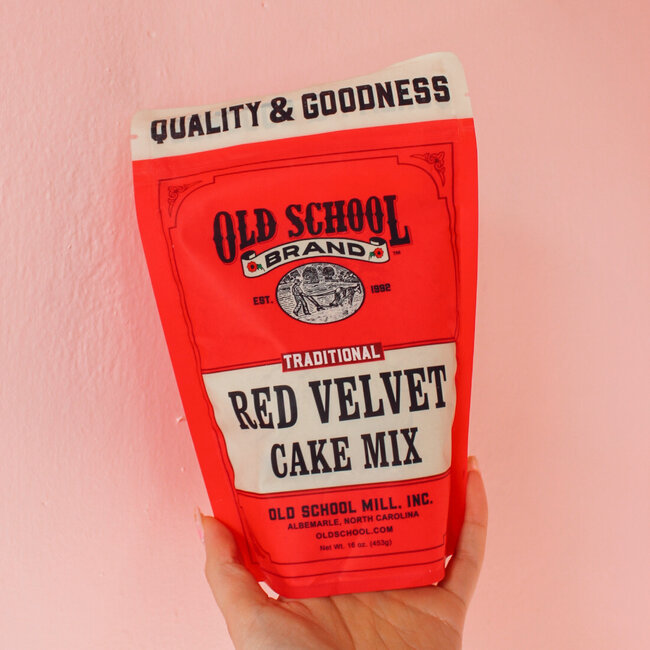 QUALITY & GOODNESS
OLD SCHOOL
BRAND™
EST. 1992
TRADITIONAL
RED VELVET
CAKE MIX
OLD SCHOOL MILL, INC.
ALBEMARLE, NORTH CAROLINA
OLDSCHOOL.COM
Net Wt. 16 oz. (453g)